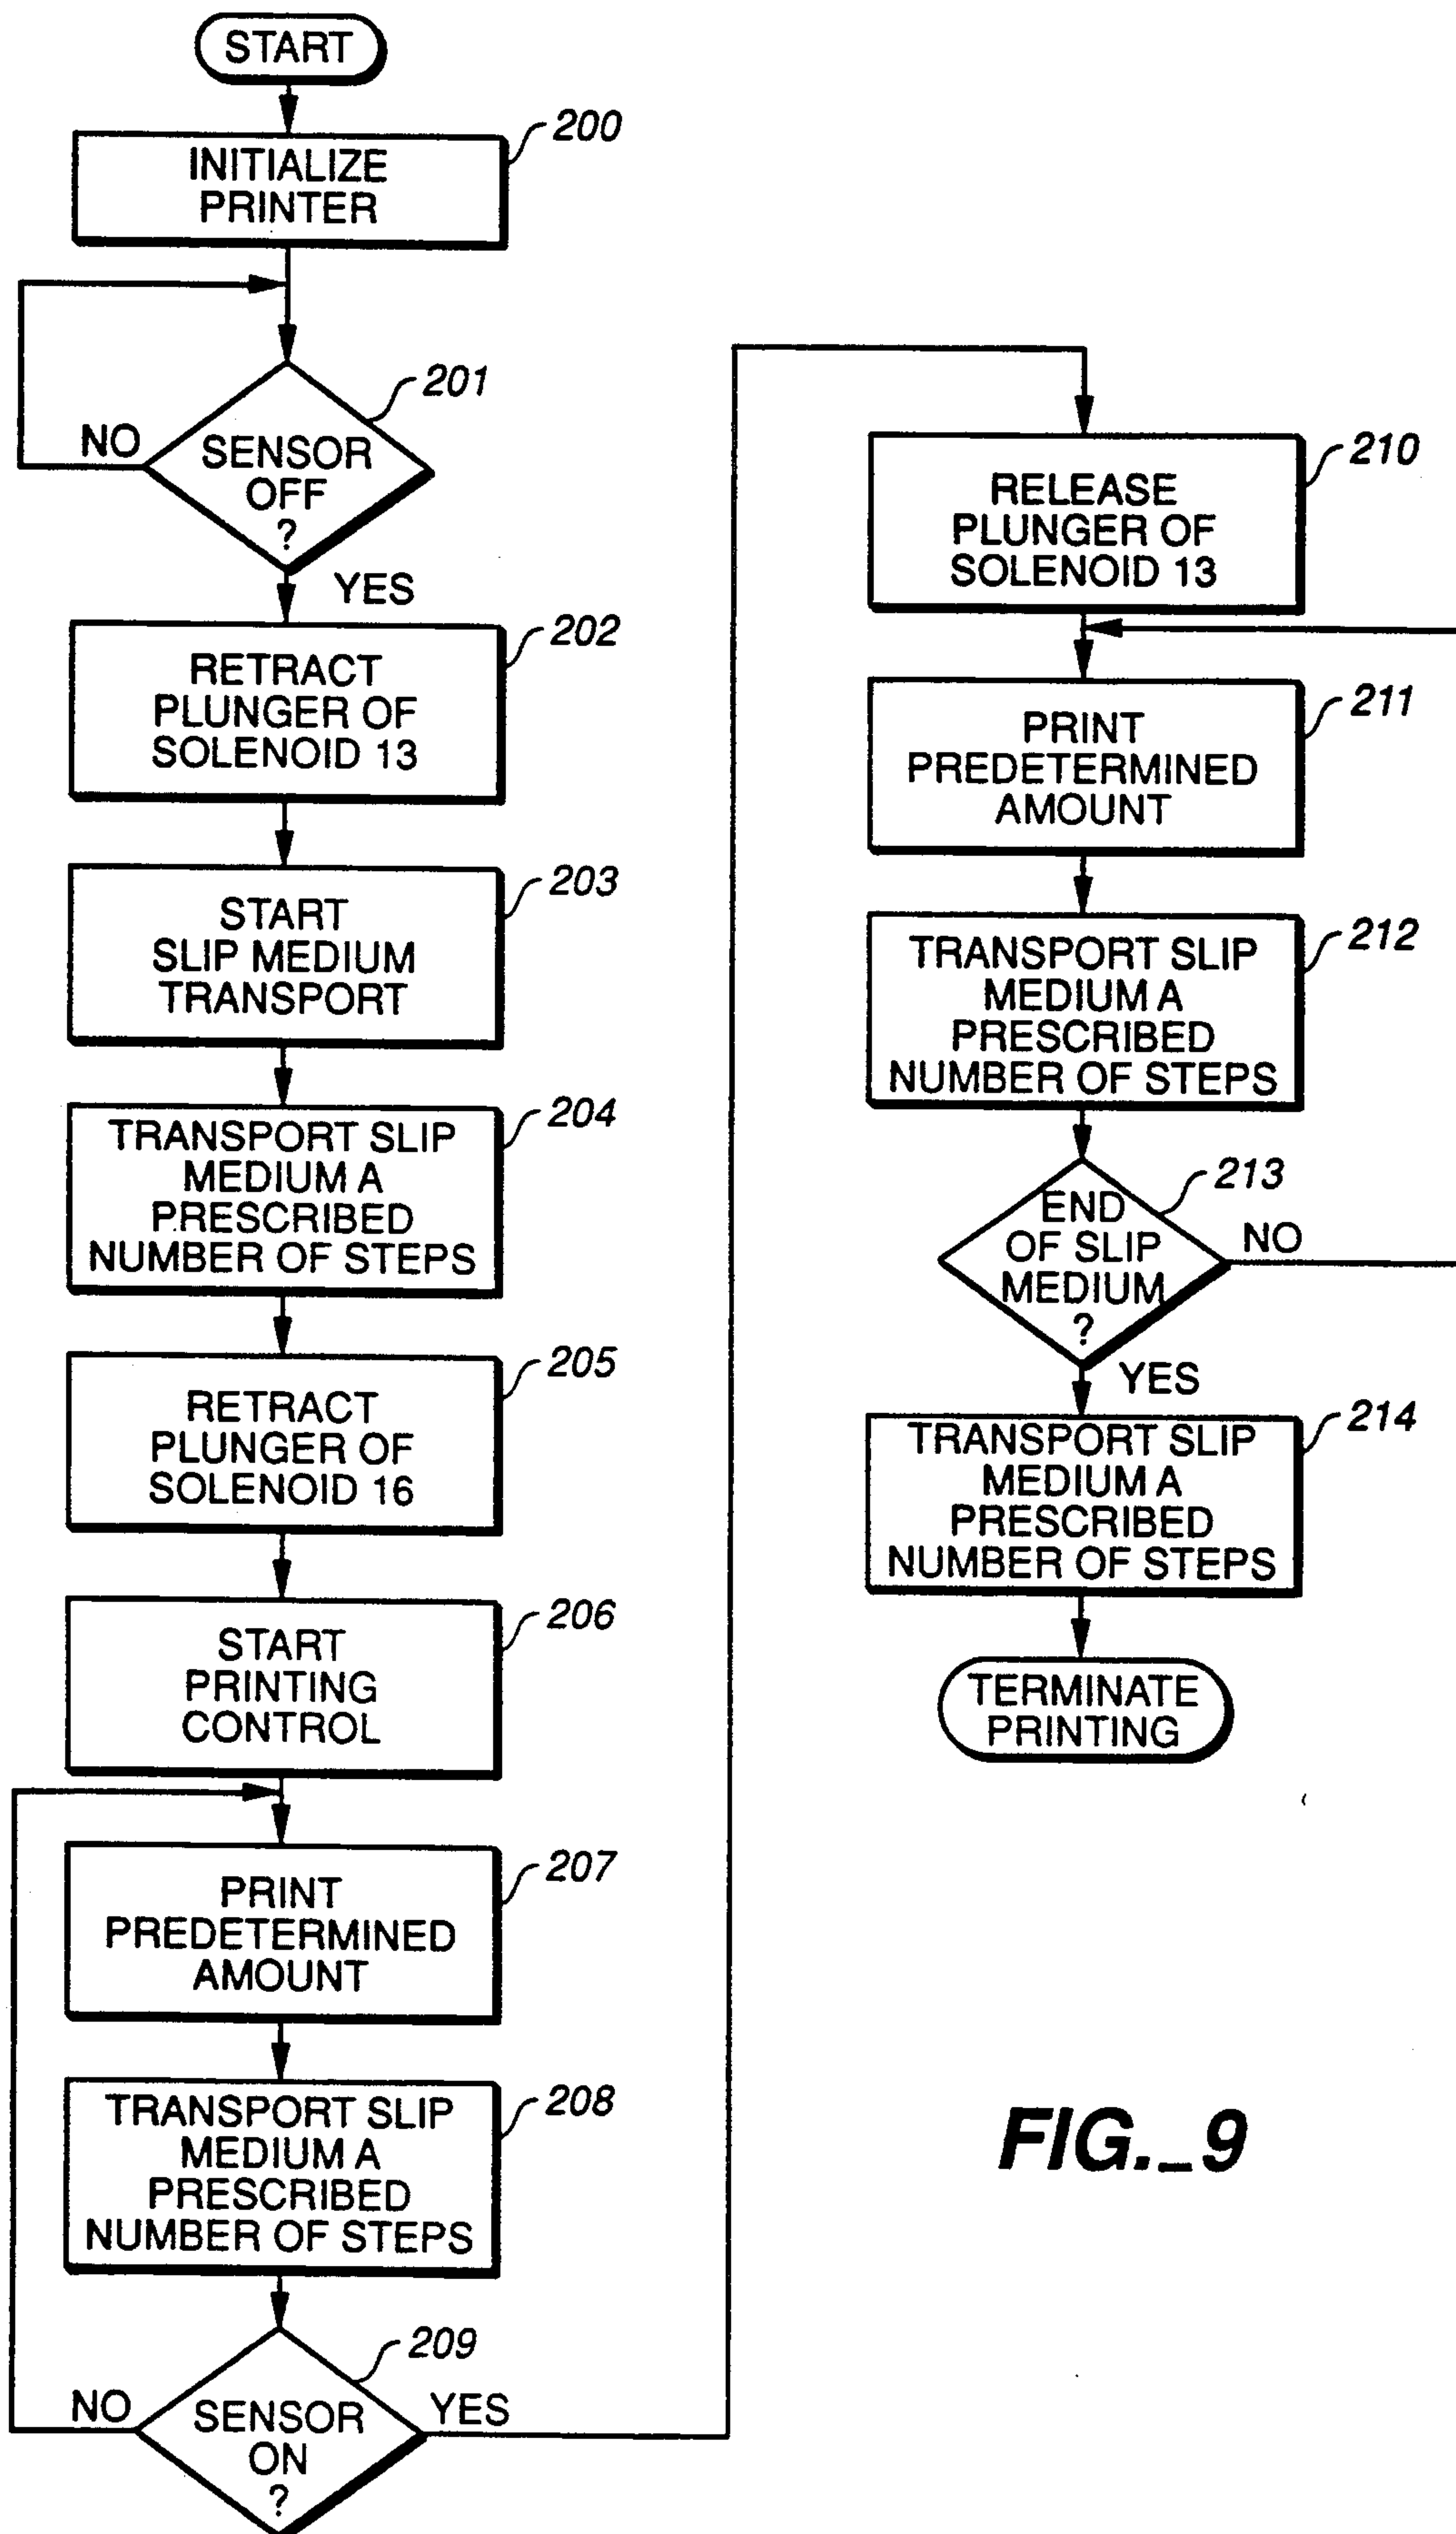 START
200
INITIALIZE
PRINTER
201
NO
SENSOR
OFF
?
YES
202
RETRACT
PLUNGER OF
SOLENOID 13
203
START
SLIP MEDIUM
TRANSPORT
204
TRANSPORT SLIP
MEDIUM A
PRESCRIBED
NUMBER OF STEPS
205
RETRACT
PLUNGER OF
SOLENOID 16
206
START
PRINTING
CONTROL
207
PRINT
PREDETERMINED
AMOUNT
208
TRANSPORT SLIP
MEDIUM A
PRESCRIBED
NUMBER OF STEPS
209
NO
SENSOR
ON
?
YES
210
RELEASE
PLUNGER OF
SOLENOID 13
211
PRINT
PREDETERMINED
AMOUNT
212
TRANSPORT SLIP
MEDIUM A
PRESCRIBED
NUMBER OF STEPS
213
END
OF SLIP
MEDIUM
?
NO
YES
214
TRANSPORT SLIP
MEDIUM A
PRESCRIBED
NUMBER OF STEPS
TERMINATE
PRINTING
FIG._9